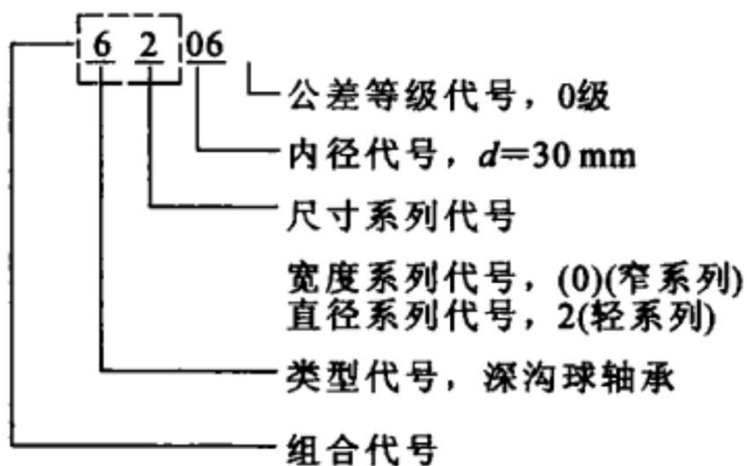 6 2 06
公差等级代号，0级
内径代号，d=30 mm
尺寸系列代号
宽度系列代号，(0)(窄系列)
直径系列代号，2(轻系列)
类型代号，深沟球轴承
组合代号